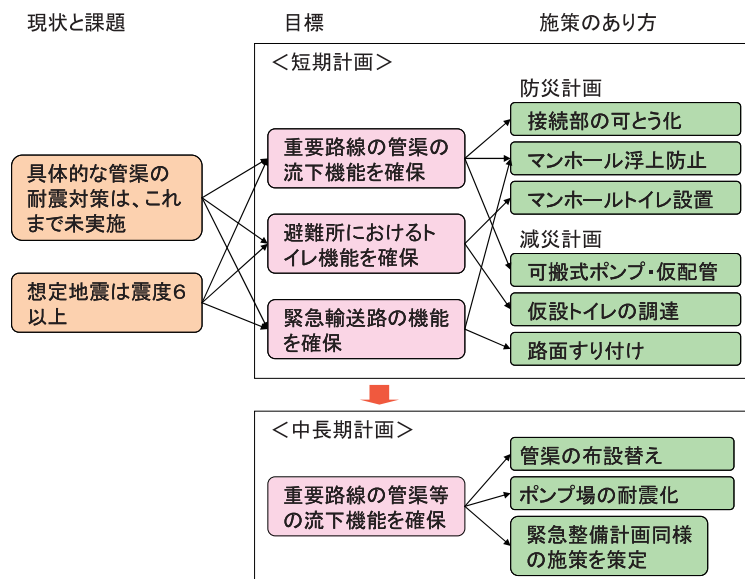 現状と課題
目標
施策のあり方
＜短期計画＞
防災計画
接続部の可とう化
重要路線の管渠の
流下機能を確保
マンホール浮上防止
具体的な管渠の
耐震対策は、これ
まで未実施
マンホールトイレ設置
避難所におけるト
イレ機能を確保
減災計画
可搬式ポンプ・仮配管
想定地震は震度６
以上
仮設トイレの調達
緊急輸送路の機能
を確保
路面すり付け
＜中長期計画＞
管渠の布設替え
重要路線の管渠等
の流下機能を確保
ポンプ場の耐震化
緊急整備計画同様
の施策を策定